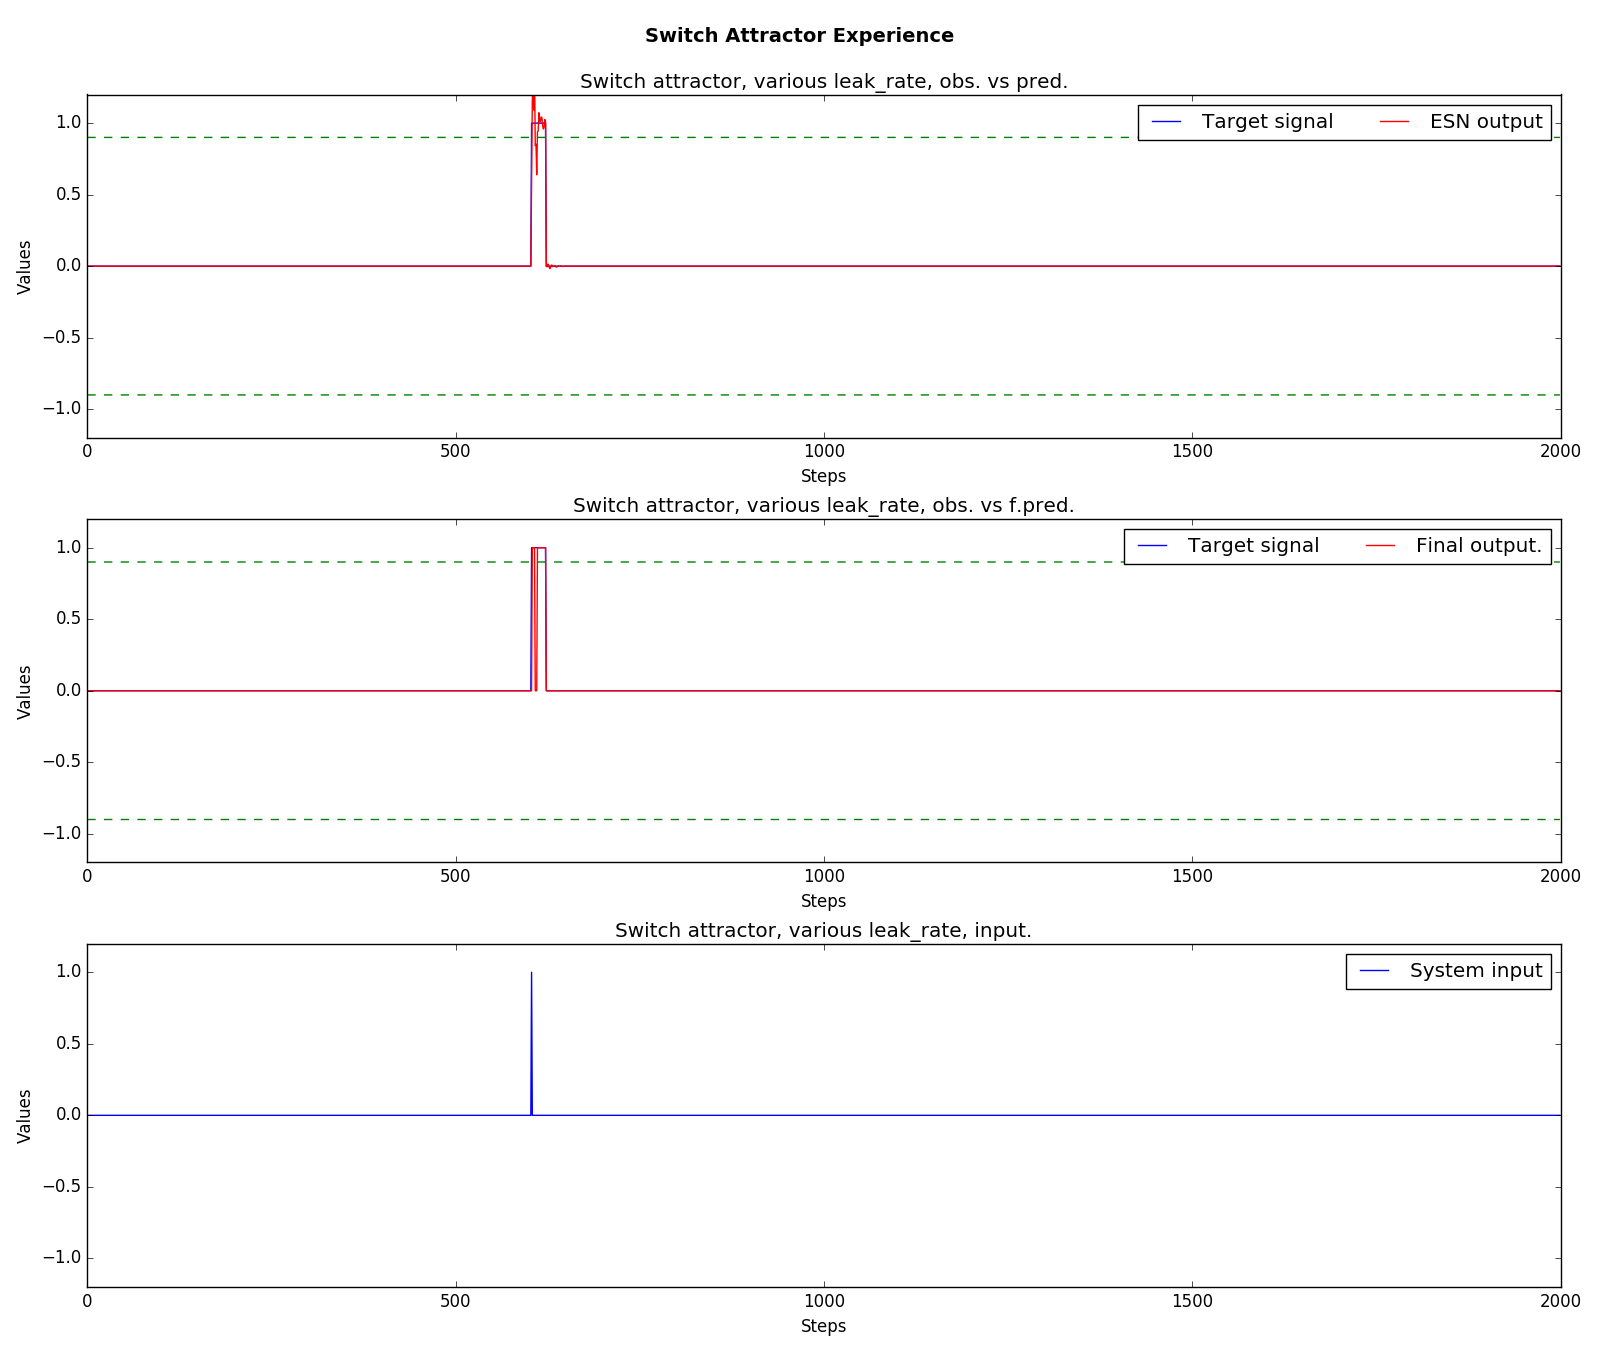 Switch Attractor Experience
Switch attractor, various leak_rate, obs. vs pred.
Target signal ESN output
1.0
0.5
0.0
−0.5
−1.0
Values
0 500 1000 1500 2000
Steps
Switch attractor, various leak_rate, obs. vs f.pred.
Target signal Final output.
1.0
0.5
0.0
−0.5
−1.0
Values
0 500 1000 1500 2000
Steps
Switch attractor, various leak_rate, input.
System input
1.0
0.5
0.0
−0.5
−1.0
Values
0 500 1000 1500 2000
Steps